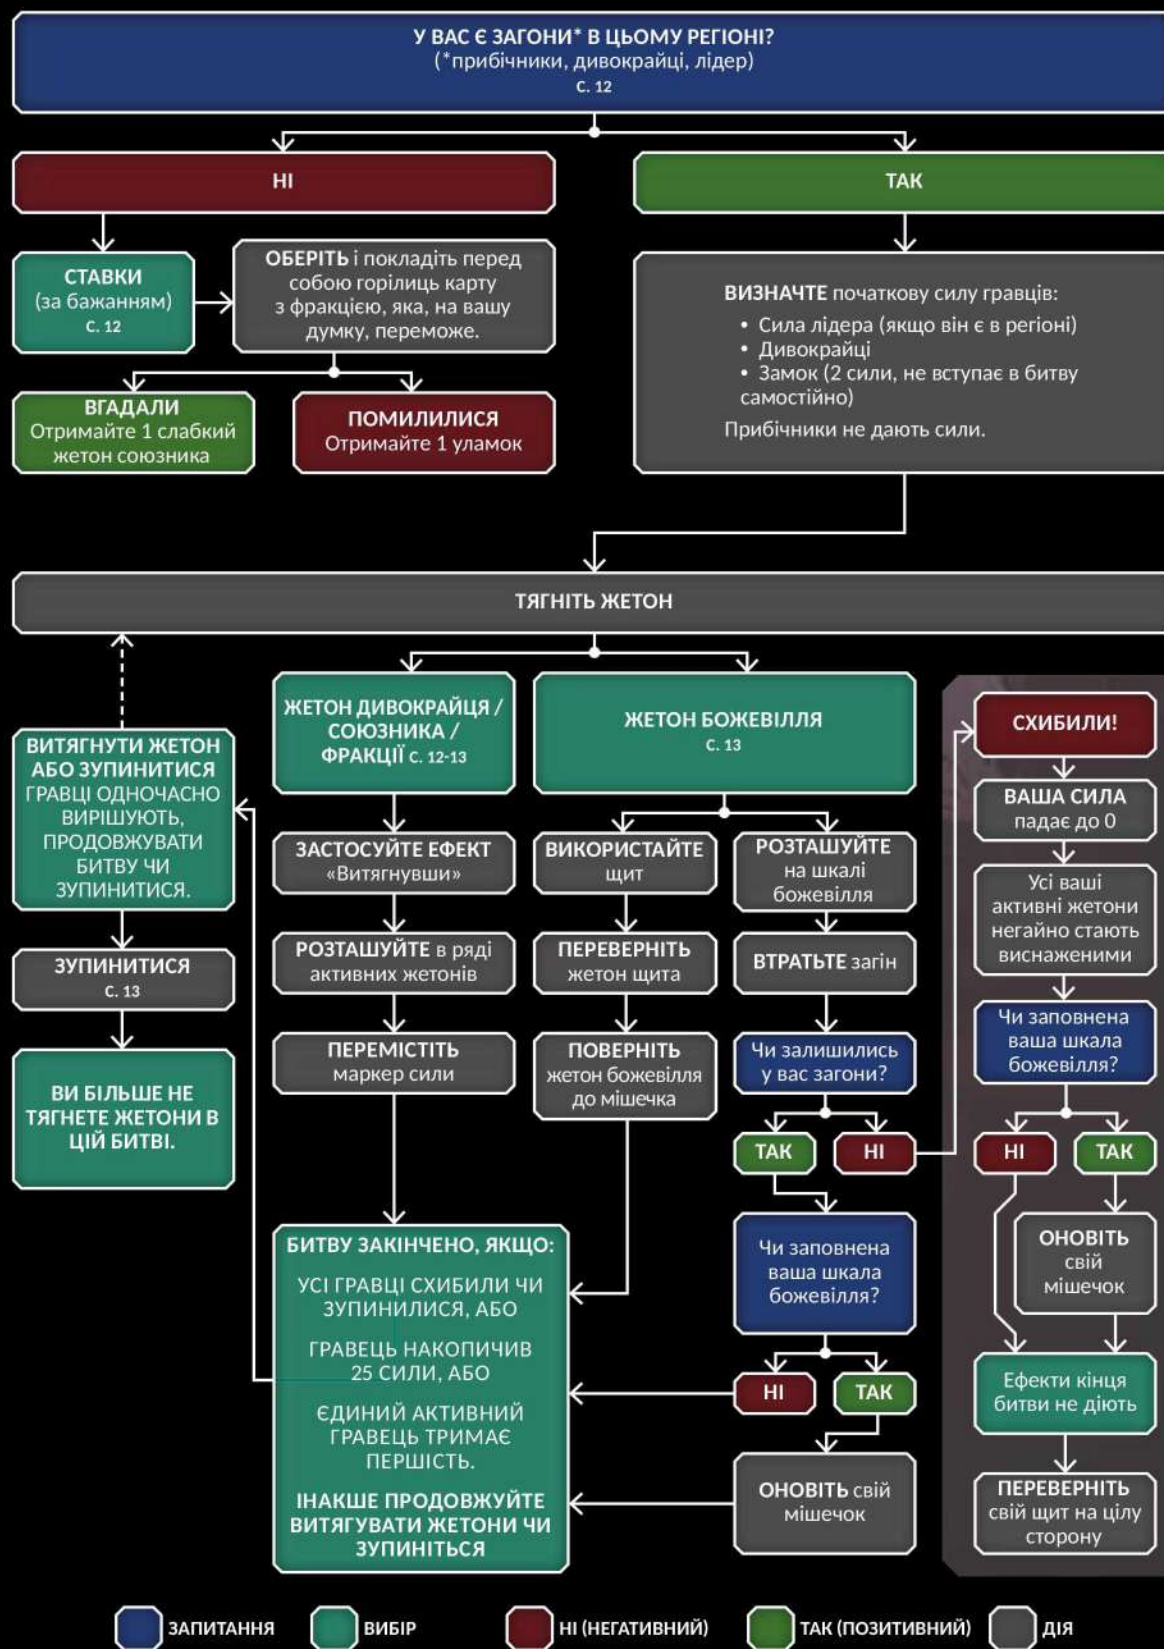 У ВАС Є ЗАГОНИ* В ЦЬОМУ РЕГІОНІ?
(*прибічники, дивокрайці, лідер)
С. 12
НІ
ТАК
СТАВКИ
(за бажанням)
С. 12
ОБЕРІТЬ і покладіть перед
собою горілиць карту
з фракцією, яка, на вашу
думку, переможе.
ВГАДАЛИ
Отримайте 1 слабкий
жетон союзника
ПОМИЛИЛИСЯ
Отримайте 1 уламок
ВИЗНАЧТЕ початкову силу гравців:
• Сила лідера (якщо він є в регіоні)
• Дивокрайці
• Замок (2 сили, не вступає в битву
самостійно)
Прибічники не дають сили.
ТЯГНІТЬ ЖЕТОН
ВИТЯГНУТИ ЖЕТОН
АБО ЗУПИНИТИСЯ
ГРАВЦІ ОДНОЧАСНО
ВИРІШУЮТЬ,
ПРОДОВЖУВАТИ
БИТВУ ЧИ
ЗУПИНИТИСЯ.
ЗУПИНИТИСЯ
С. 13
ВИ БІЛЬШЕ НЕ
ТЯГНЕТЕ ЖЕТОНИ В
ЦІЙ БИТВІ.
ЖЕТОН ДИВОКРАЙЦЯ /
СОЮЗНИКА /
ФРАКЦІЇ С. 12-13
ЗАСТОСУЙТЕ ЕФЕКТ
«Витягнувши»
РОЗТАШУЙТЕ в ряді
активних жетонів
ПЕРЕМІСТІТЬ
маркер сили
ЖЕТОН БОЖЕВІЛЛЯ
С. 13
ВИКОРИСТАЙТЕ
щит
ПЕРЕВЕРНІТЬ
жетон щита
ПОВЕРНІТЬ
жетон божевілля
до мішечка
РОЗТАШУЙТЕ
на шкалі
божевілля
ВТРАТЬТЕ загін
Чи залишились
у вас загони?
ТАК
НІ
Чи заповнена
ваша шкала
божевілля?
НІ
ТАК
ОНОВІТЬ свій
мішечок
БИТВУ ЗАКІНЧЕНО, ЯКЩО:
УСІ ГРАВЦІ СХИБИЛИ ЧИ
ЗУПИНИЛИСЯ, АБО
ГРАВЕЦЬ НАКОПИЧИВ
25 СИЛИ, АБО
ЄДИНИЙ АКТИВНИЙ
ГРАВЕЦЬ ТРИМАЄ
ПЕРШІСТЬ.
ІНАКШЕ ПРОДОВЖУЙТЕ
ВИТЯГУВАТИ ЖЕТОНИ ЧИ
ЗУПИНІТЬСЯ
СХИБИЛИ!
ВАША СИЛА
падає до 0
Усі ваші
активні жетони
негайно стають
виснаженими
Чи заповнена
ваша шкала
божевілля?
НІ
ТАК
ОНОВІТЬ
свій
мішечок
Ефекти кінця
битви не діють
ПЕРЕВЕРНІТЬ
свій щит на цілу
сторону
ЗАПИТАННЯ
ВИБІР
НІ (НЕГАТИВНИЙ)
ТАК (ПОЗИТИВНИЙ)
ДІЯ